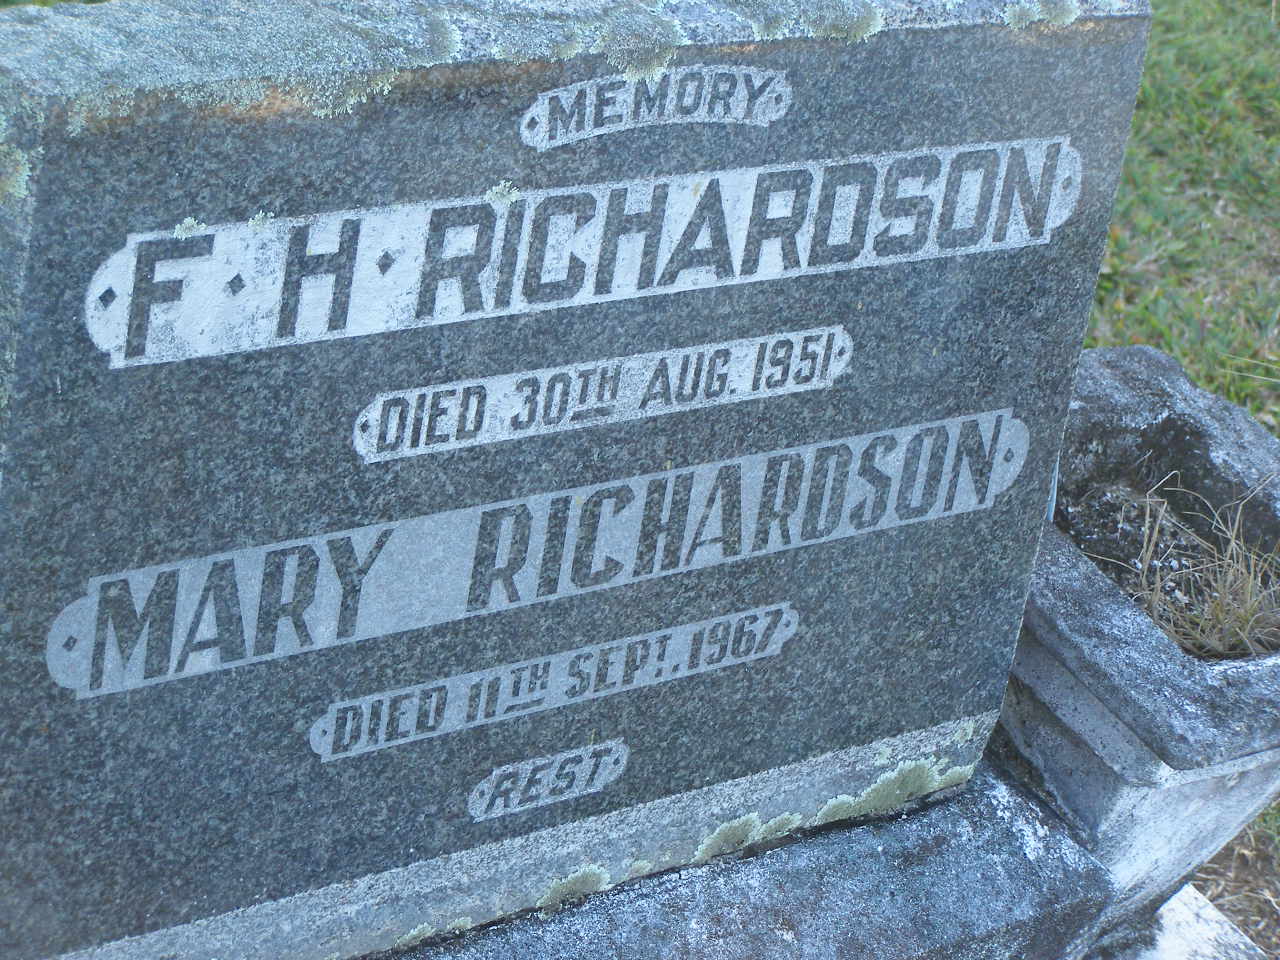 MEMORY
F·H·RICHARDSON
DIED 30TH AUG. 1951
MARY RICHARDSON
DIED 11TH SEPT. 1967
REST